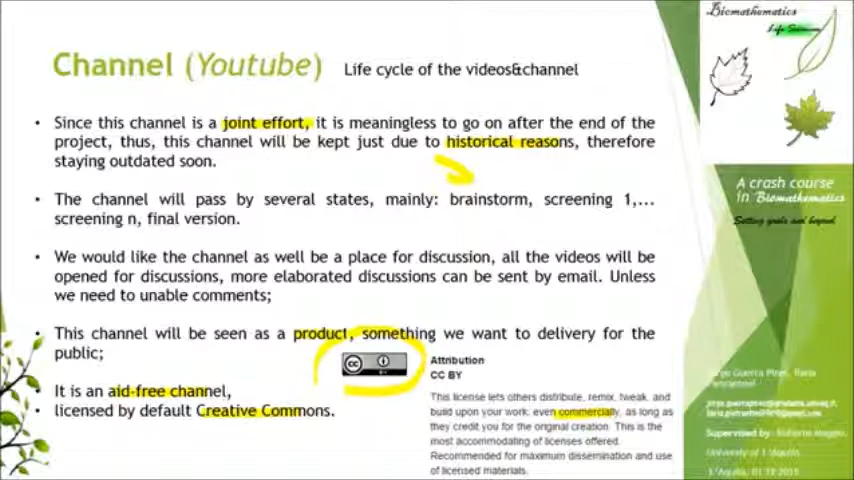 Biomathematics
Channel (Youtube) Life cycle of the videos&channel
• Since this channel is a joint effort, it is meaningless to go on after the end of the
project, thus, this channel will be kept just due to historical reasons, therefore
staying outdated soon.
• The channel will pass by several states, mainly: brainstorm, screening 1,...
screening n, final version.
• We would like the channel as well be a place for discussion, all the videos will be
opened for discussions, more elaborated discussions can be sent by email. Unless
we need to unable comments;
• This channel will be seen as a product, something we want to delivery for the
public;
• It is an aid-free channel,
• licensed by default Creative Commons.
cc
BY
Attribution
CC BY
This license lets others distribute, remix, tweak, and
build upon your work, even commercially, as long as
they credit you for the original creation. This is the
most accommodating of licenses offered.
Recommended for maximum dissemination and use
of licensed materials.
A crash course
in Biomathematics
Setting goals and beyond
Jorge Guerra Pires,
Supervised by: Roberto
University of L'Aquila
L'Aquila,